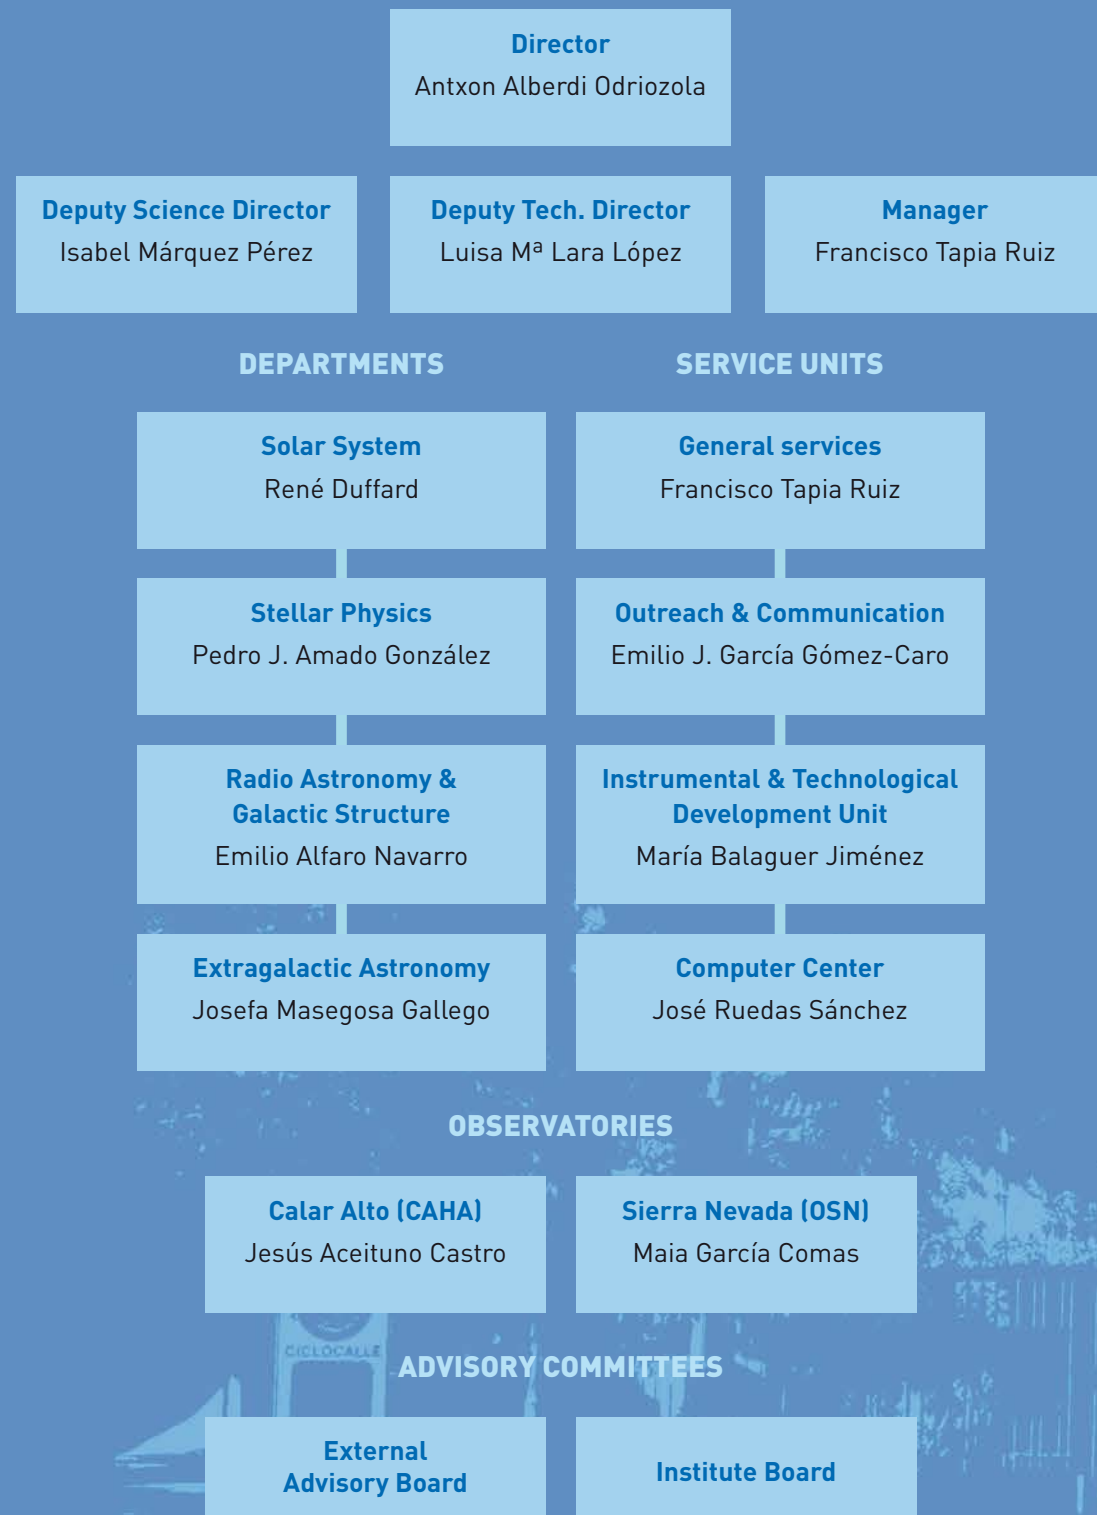 Director
Antxon Alberdi Odriozola
Deputy Science Director
Isabel Márquez Pérez
Deputy Tech. Director
Luisa Mª Lara López
Manager
Francisco Tapia Ruiz
DEPARTMENTS
Solar System
René Duffard
Stellar Physics
Pedro J. Amado González
Radio Astronomy &
Galactic Structure
Emilio Alfaro Navarro
Extragalactic Astronomy
Josefa Masegosa Gallego
SERVICE UNITS
General services
Francisco Tapia Ruiz
Outreach & Communication
Emilio J. García Gómez-Caro
Instrumental & Technological
Development Unit
María Balaguer Jiménez
Computer Center
José Ruedas Sánchez
OBSERVATORIES
Calar Alto (CAHA)
Jesús Aceituno Castro
Sierra Nevada (OSN)
Maia García Comas
CICLOCALLE
ADVISORY COMMITTEES
External
Advisory Board
Institute Board